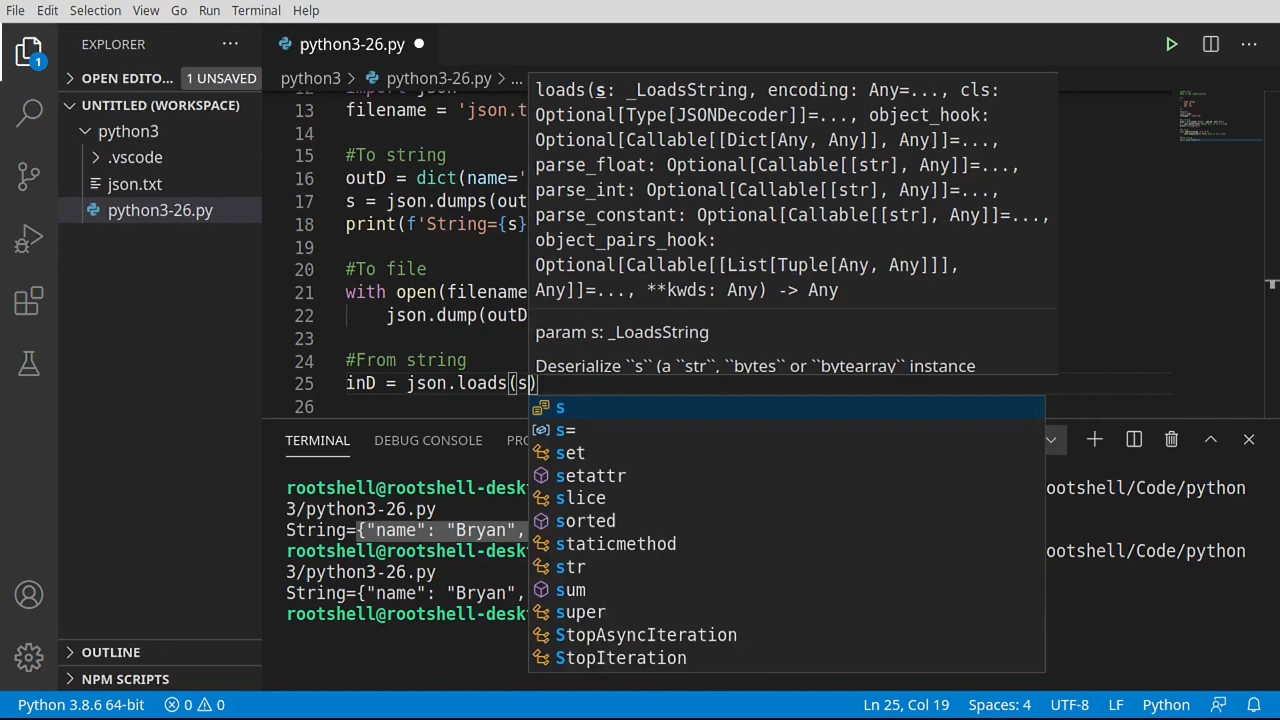 File Edit Selection View Go Run Terminal Help
EXPLORER ...
python3-26.py
OPEN EDITO... 1 UNSAVED
python3 > python3-26.py > ...
UNTITLED (WORKSPACE)
python3
.vscode
json.txt
python3-26.py
12 import json
13 filename = 'json.t
14
15 #To string
16 outD = dict(name='
17 s = json.dumps(out
18 print(f'String={s}
19
20 #To file
21 with open(filename
22 json.dump(outD
23
24 #From string
25 inD = json.loads(s)
26
loads(s: _LoadsString, encoding: Any=..., cls:
Optional[Type[JSONDecoder]]=..., object_hook:
Optional[Callable[[Dict[Any, Any]], Any]]=...,
parse_float: Optional[Callable[[str], Any]]=...,
parse_int: Optional[Callable[[str], Any]]=...,
parse_constant: Optional[Callable[[str], Any]]=...,
object_pairs_hook:
Optional[Callable[[List[Tuple[Any, Any]]],
Any]]=..., **kwds: Any) -> Any
param s: _LoadsString
Deserialize ``s`` (a ``str``, ``bytes`` or ``bytearray`` instance
s
s=
set
setattr
slice
sorted
staticmethod
str
sum
super
StopAsyncIteration
StopIteration
TERMINAL DEBUG CONSOLE PRO
rootshell@rootshell-deskt ootshell/Code/python
3/python3-26.py
String={"name": "Bryan",
rootshell@rootshell-deskt ootshell/Code/python
3/python3-26.py
String={"name": "Bryan",
rootshell@rootshell-deskt
OUTLINE
NPM SCRIPTS
1
Python 3.8.6 64-bit 0 0 Ln 25, Col 19 Spaces: 4 UTF-8 LF Python